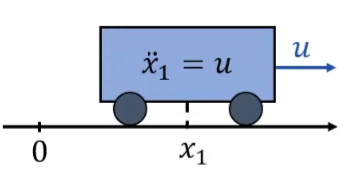 ẍ₁ = u
u
0
x₁